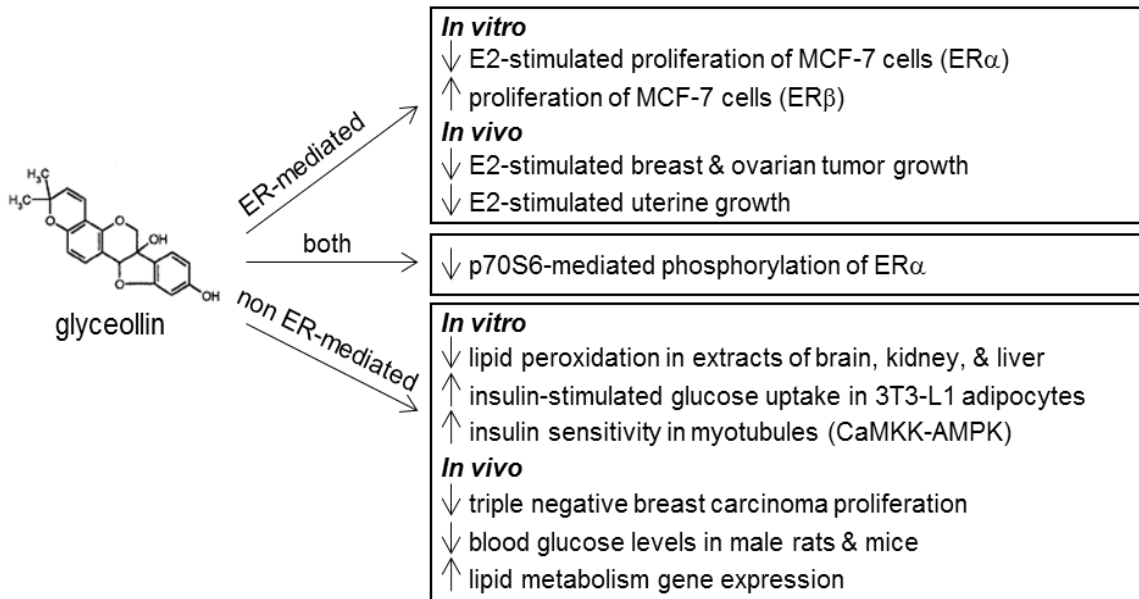 H₃C
H₃C
O
O
OH
O
OH
glyceollin
ER-mediated
both
non ER-mediated
In vitro
↓ E2-stimulated proliferation of MCF-7 cells (ERα)
↑ proliferation of MCF-7 cells (ERβ)
In vivo
↓ E2-stimulated breast & ovarian tumor growth
↓ E2-stimulated uterine growth
↓ p70S6-mediated phosphorylation of ERα
In vitro
↓ lipid peroxidation in extracts of brain, kidney, & liver
↑ insulin-stimulated glucose uptake in 3T3-L1 adipocytes
↑ insulin sensitivity in myotubules (CaMKK-AMPK)
In vivo
↓ triple negative breast carcinoma proliferation
↓ blood glucose levels in male rats & mice
↑ lipid metabolism gene expression